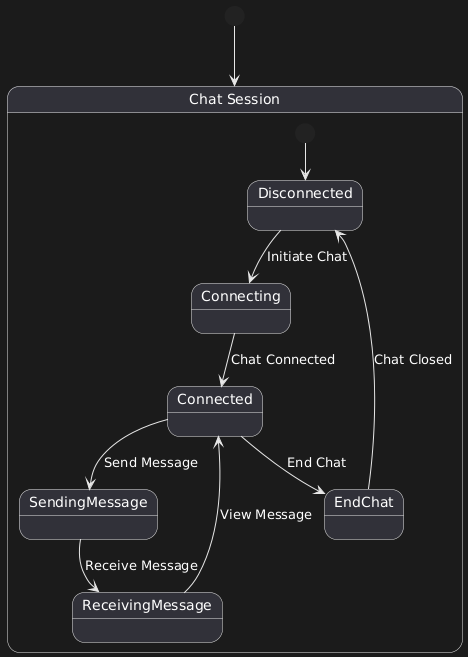 Chat Session
Disconnected
Initiate Chat
Connecting
Chat Connected
Chat Closed
Connected
Send Message
End Chat
SendingMessage
EndChat
View Message
Receive Message
ReceivingMessage